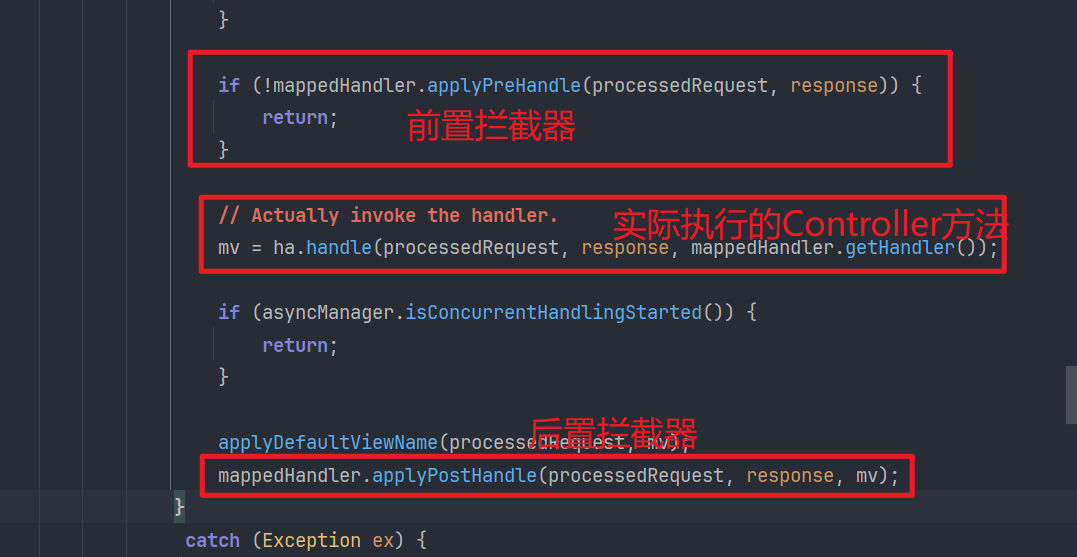 }
if (!mappedHandler.applyPreHandle(processedRequest, response)) {
return;
前置拦截器
}
// Actually invoke the handler.
实际执行的Controller方法
mv = ha.handle(processedRequest, response, mappedHandler.getHandler());
if (asyncManager.isConcurrentHandlingStarted()) {
return;
}
后置拦截器
applyDefaultViewName(processedRequest, mv);
mappedHandler.applyPostHandle(processedRequest, response, mv);
}
catch (Exception ex) {